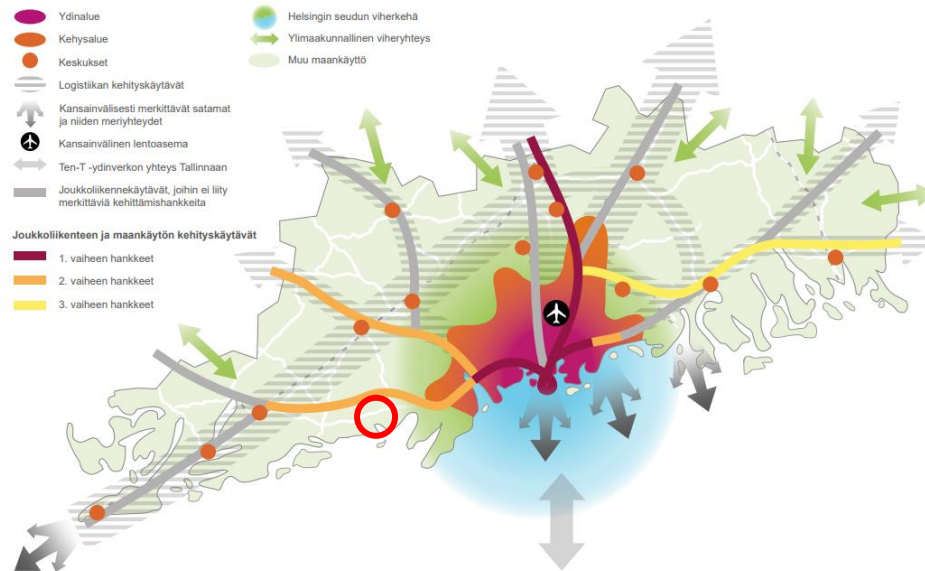 Ydinalue
Kehysalue
Keskukset
Logistiikan kehityskäytävät
Kansainvälisesti merkittävät satamat
ja niiden meriyhteydet
Kansainvälinen lentoasema
Ten-T -ydinverkon yhteys Tallinnaan
Joukkoliikennekäytävät, joihin ei liity
merkittäviä kehittämishankkeita
Joukkoliikenteen ja maankäytön kehityskäytävät
1. vaiheen hankkeet
2. vaiheen hankkeet
3. vaiheen hankkeet
Helsingin seudun viherkehä
Ylimaakunnallinen viheryhteys
Muu maankäyttö